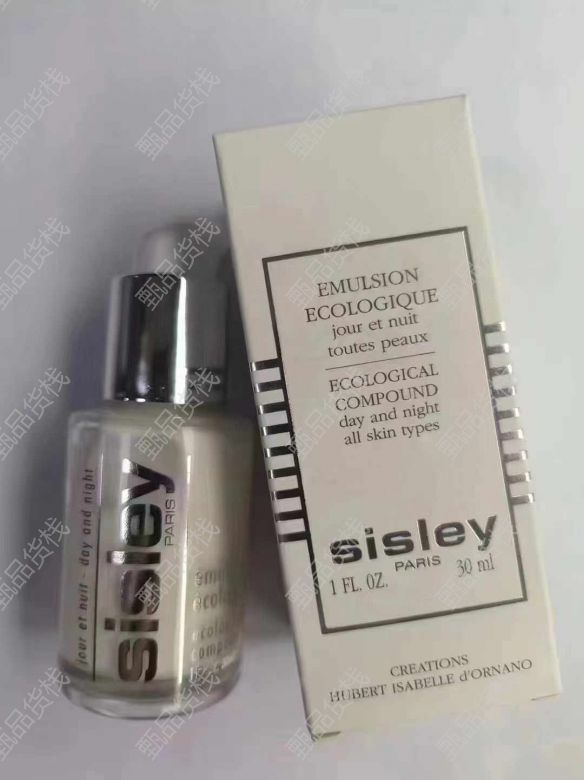 EMULSION
ECOLOGIQUE
jour et nuit
toutes peaux
ECOLOGICAL
COMPOUND
day and night
all skin types
sisley
PARIS
1 FL. OZ. 30 ml
CREATIONS
HUBERT ISABELLE d'ORNANO
jour et nuit - day and night
sisley
PARIS
甄品货栈